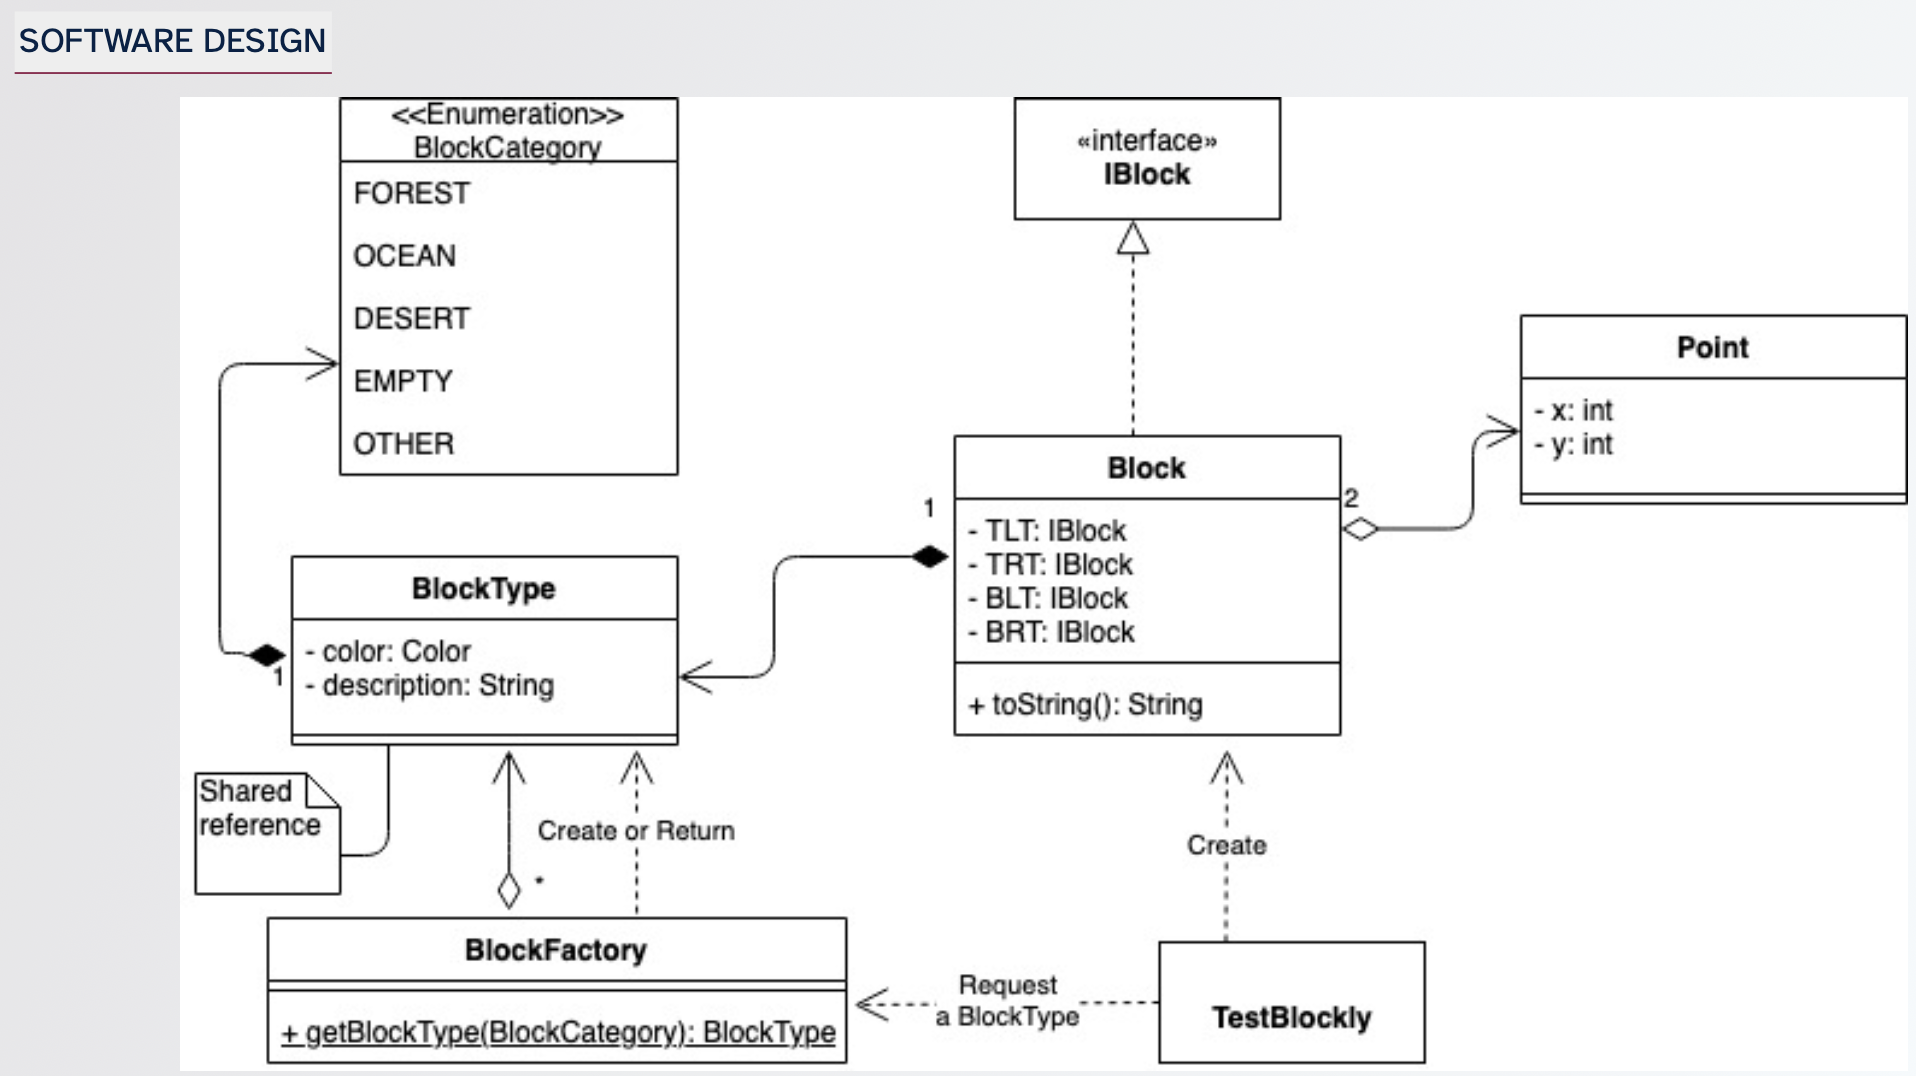 SOFTWARE DESIGN
<<Enumeration>>
BlockCategory
FOREST
OCEAN
DESERT
EMPTY
OTHER
«interface»
IBlock
Point
- x: int
- y: int
Block
- TLT: IBlock
- TRT: IBlock
- BLT: IBlock
- BRT: IBlock
+ toString(): String
1
2
BlockType
- color: Color
- description: String
1
Shared
reference
Create or Return
*
Create
BlockFactory
+ getBlockType(BlockCategory): BlockType
Request
a BlockType
TestBlockly